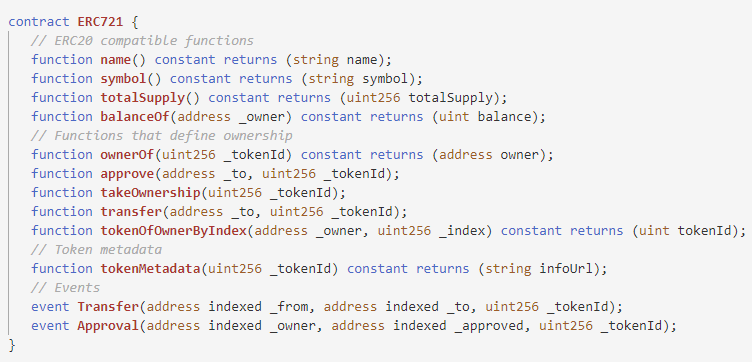 contract ERC721 {
// ERC20 compatible functions
function name() constant returns (string name);
function symbol() constant returns (string symbol);
function totalSupply() constant returns (uint256 totalSupply);
function balanceOf(address _owner) constant returns (uint balance);
// Functions that define ownership
function ownerOf(uint256 _tokenId) constant returns (address owner);
function approve(address _to, uint256 _tokenId);
function takeOwnership(uint256 _tokenId);
function transfer(address _to, uint256 _tokenId);
function tokenOfOwnerByIndex(address _owner, uint256 _index) constant returns (uint tokenId);
// Token metadata
function tokenMetadata(uint256 _tokenId) constant returns (string infoUrl);
// Events
event Transfer(address indexed _from, address indexed _to, uint256 _tokenId);
event Approval(address indexed _owner, address indexed _approved, uint256 _tokenId);
}